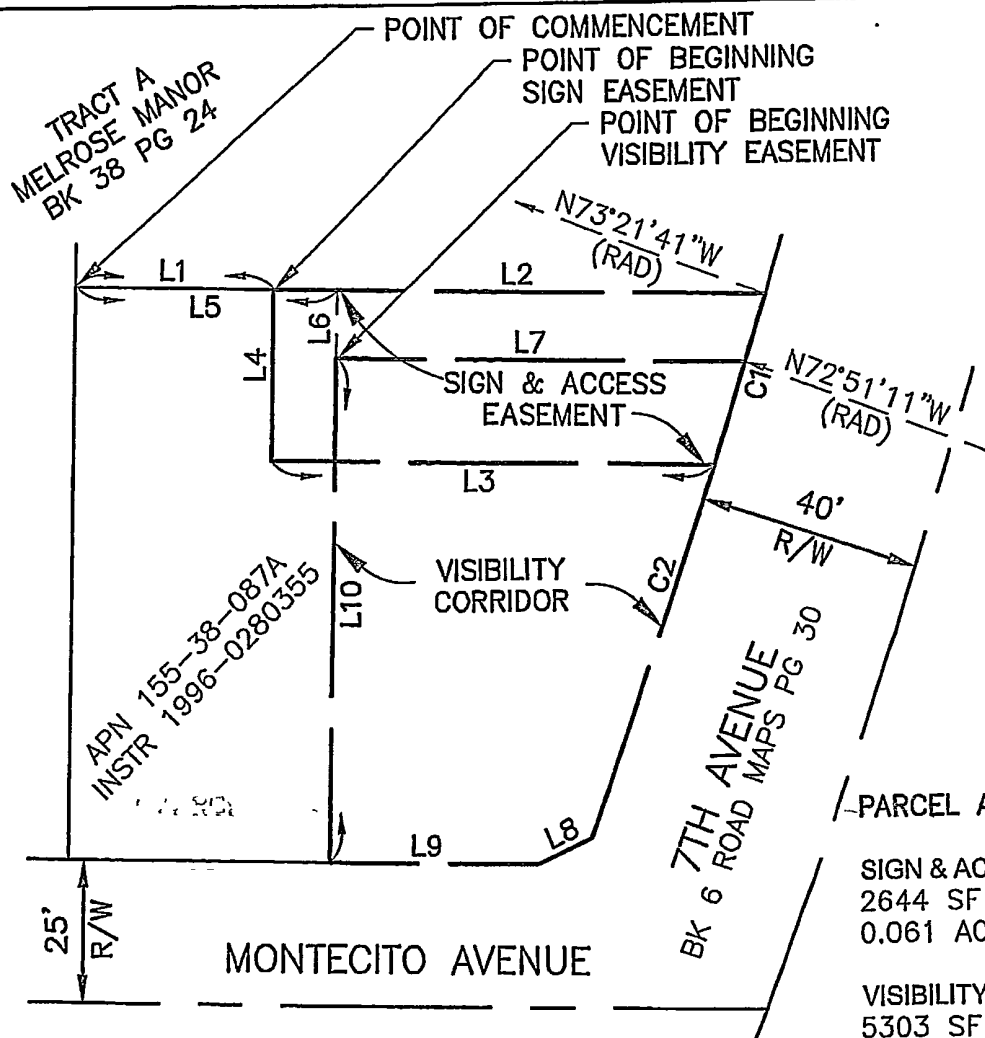 POINT OF COMMENCEMENT
POINT OF BEGINNING
SIGN EASEMENT
POINT OF BEGINNING
VISIBILITY EASEMENT
TRACT A
MELROSE MANOR
BK 38 PG 24
N73°21'41"W
(RAD)
L1
L2
L5
L6
L7
L4
SIGN & ACCESS
EASEMENT
C1
N72°51'11"W
(RAD)
L3
40'
R/W
VISIBILITY
CORRIDOR
C2
L10
APN 155-38-087A
INSTR 1996-0280355
7TH AVENUE
BK 6 ROAD MAPS PG 30
L8
L9
25'
R/W
MONTECITO AVENUE
PARCEL A
SIGN & AC
2644 SF
0.061 AC
VISIBILITY
5303 SF